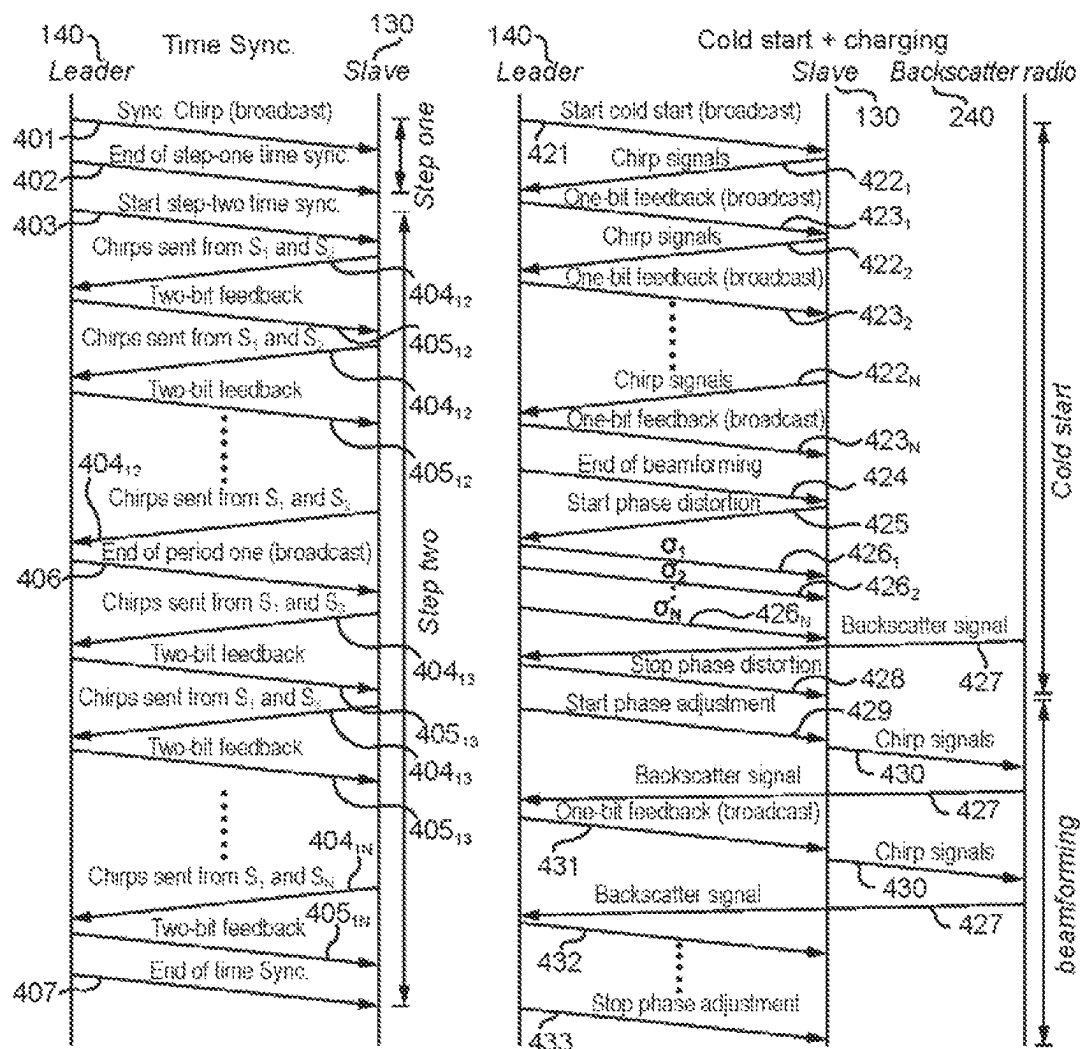 140 Time Sync. 130
Leader Slave
Sync Chirp (broadcast)
401
End of step-one time sync.
402
Step one
Start step-two time sync.
403
Chirps sent from S₁ and S₂
404₁₂
Two-bit feedback
405₁₂
Chirps sent from S₁ and S₂
404₁₂
Two-bit feedback
405₁₂
404₁₂
Chirps sent from S₁ and S₂
End of period one (broadcast)
406
Step two
Chirps sent from S₁ and S₃
404₁₃
Two-bit feedback
405₁₃
Chirps sent from S₁ and S₃
404₁₃
Two-bit feedback
405₁₃
404₁N
Chirps sent from S₁ and S_N
405₁N
Two-bit feedback
End of time Sync.
407
140 Cold start + charging
Leader Slave Backscatter radio
130 240
Start cold start (broadcast)
421
Chirp signals
422₁
One-bit feedback (broadcast)
423₁
Chirp signals
422₂
One-bit feedback (broadcast)
423₂
Chirp signals
422N
One-bit feedback (broadcast)
423N
End of beamforming
424
Start phase distortion
425
σ₁
426₁
σ₂
426₂
σN
426N
Cold start
Backscatter signal
427
Stop phase distortion
428
Start phase adjustment
429
Chirp signals
430
Backscatter signal
427
One-bit feedback (broadcast)
431
Chirp signals
430
Backscatter signal
427
432
Stop phase adjustment
433
beamforming